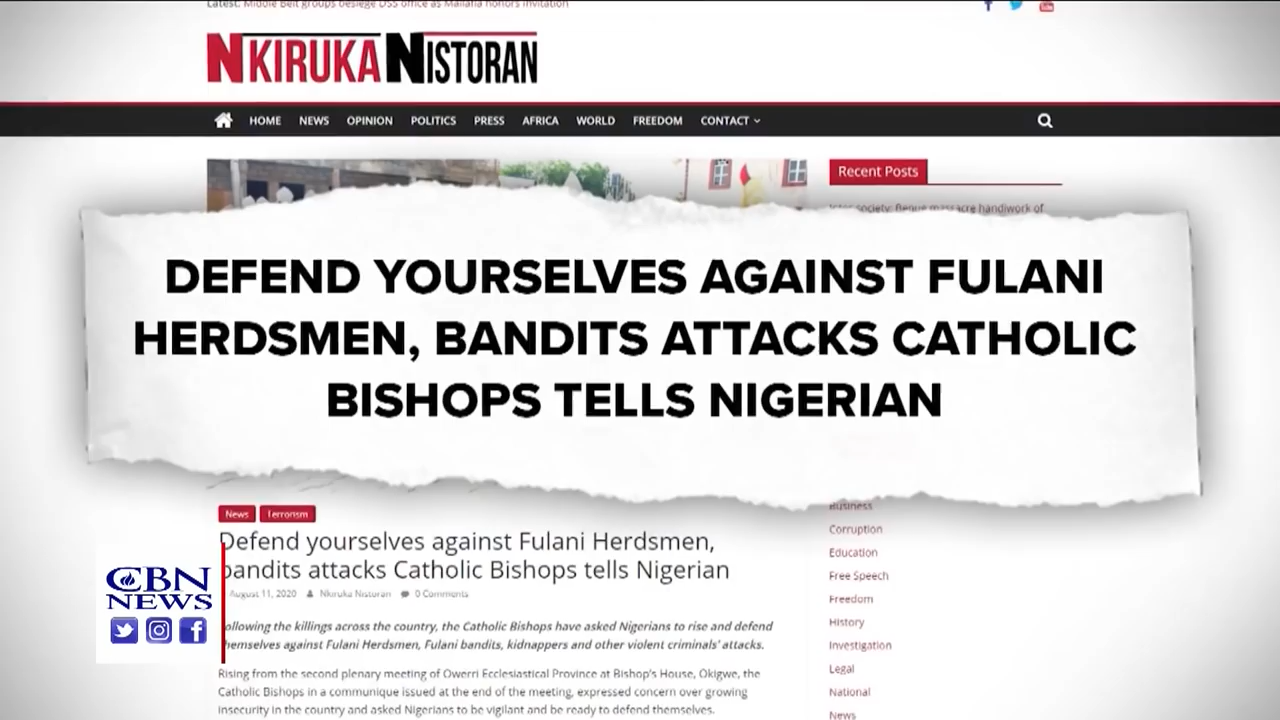 Latest: Middle Belt groups besiege DSS office as Mailafia honors invitation
NKIRUKA NISTORAN
HOME NEWS OPINION POLITICS PRESS AFRICA WORLD FREEDOM CONTACT
Recent Posts
society: Benue massacre handiwork of
DEFEND YOURSELVES AGAINST FULANI
HERDSMEN, BANDITS ATTACKS CATHOLIC
BISHOPS TELLS NIGERIAN
News Terrorism
Defend yourselves against Fulani Herdsmen,
bandits attacks Catholic Bishops tells Nigerian
August 11, 2020 Nkiruka Nistoran 0 Comments
Following the killings across the country, the Catholic Bishops have asked Nigerians to rise and defend
themselves against Fulani Herdsmen, Fulani bandits, kidnappers and other violent criminals' attacks.
Rising from the second plenary meeting of Owerri Ecclesiastical Province at Bishop's House, Okigwe, the
Catholic Bishops in a communique issued at the end of the meeting, expressed concern over growing
insecurity in the country and asked Nigerians to be vigilant and be ready to defend themselves.
Business
Corruption
Education
Free Speech
Freedom
History
Investigation
Legal
National
News
CBN
NEWS